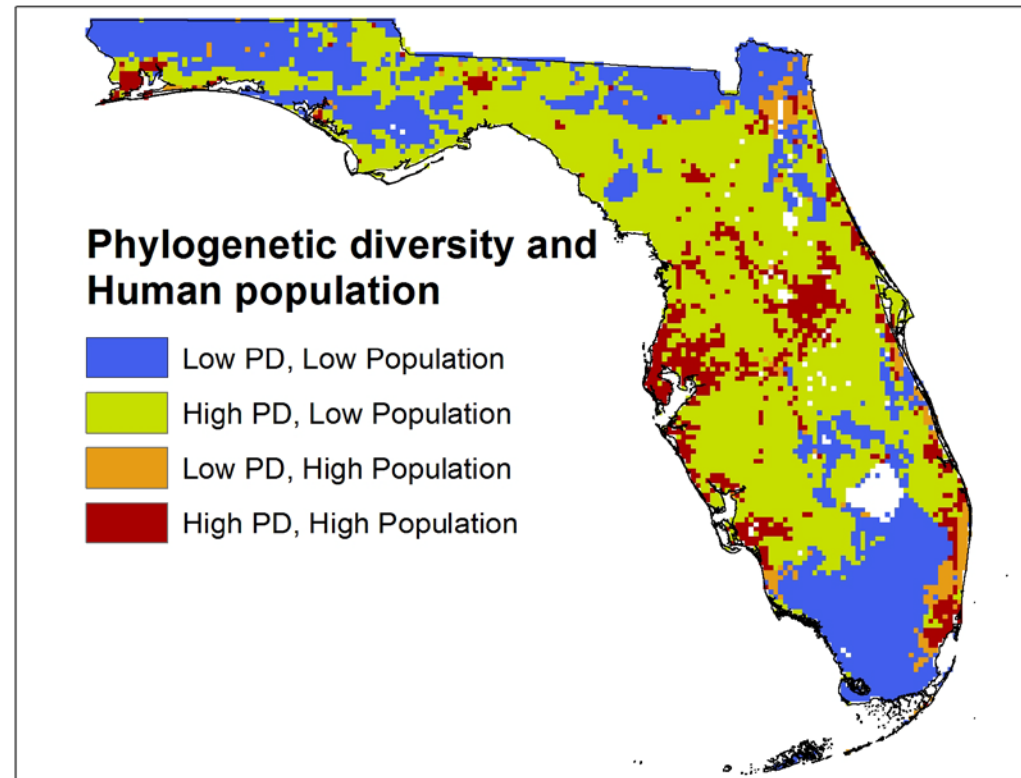 Phylogenetic diversity and
Human population
Low PD, Low Population
High PD, Low Population
Low PD, High Population
High PD, High Population